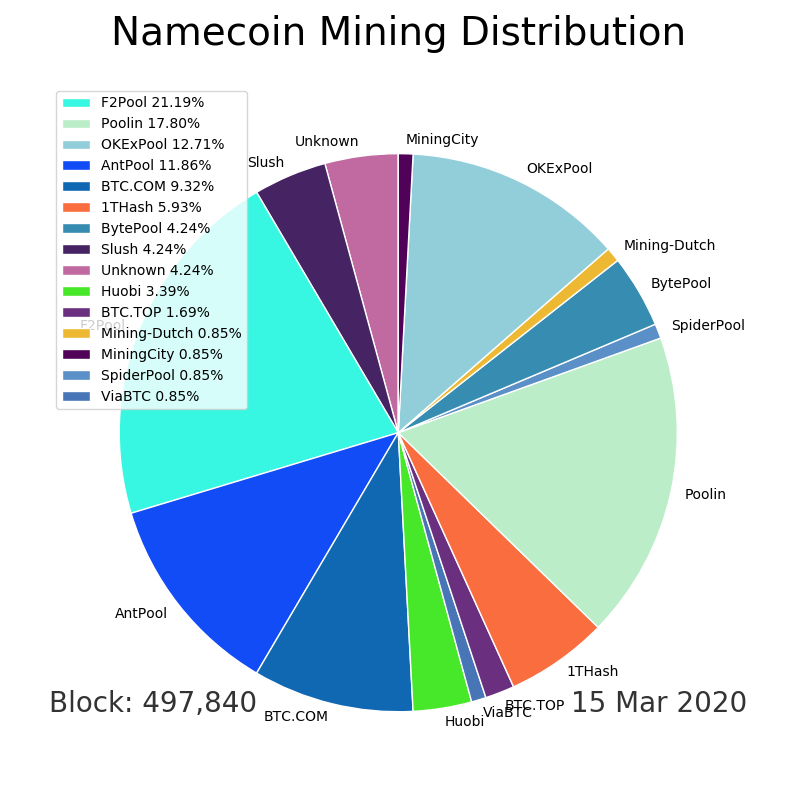 Namecoin Mining Distribution
F2Pool 21.19%
Poolin 17.80%
OKExPool 12.71%
AntPool 11.86%
BTC.COM 9.32%
1THash 5.93%
BytePool 4.24%
Slush 4.24%
Unknown 4.24%
Huobi 3.39%
BTC.TOP 1.69%
Mining-Dutch 0.85%
MiningCity 0.85%
SpiderPool 0.85%
ViaBTC 0.85%
MiningCity
OKExPool
Mining-Dutch
BytePool
SpiderPool
Poolin
1THash
BTC.TOP
ViaBTC
Huobi
BTC.COM
AntPool
F2Pool
Slush
Unknown
Block: 497,840
15 Mar 2020